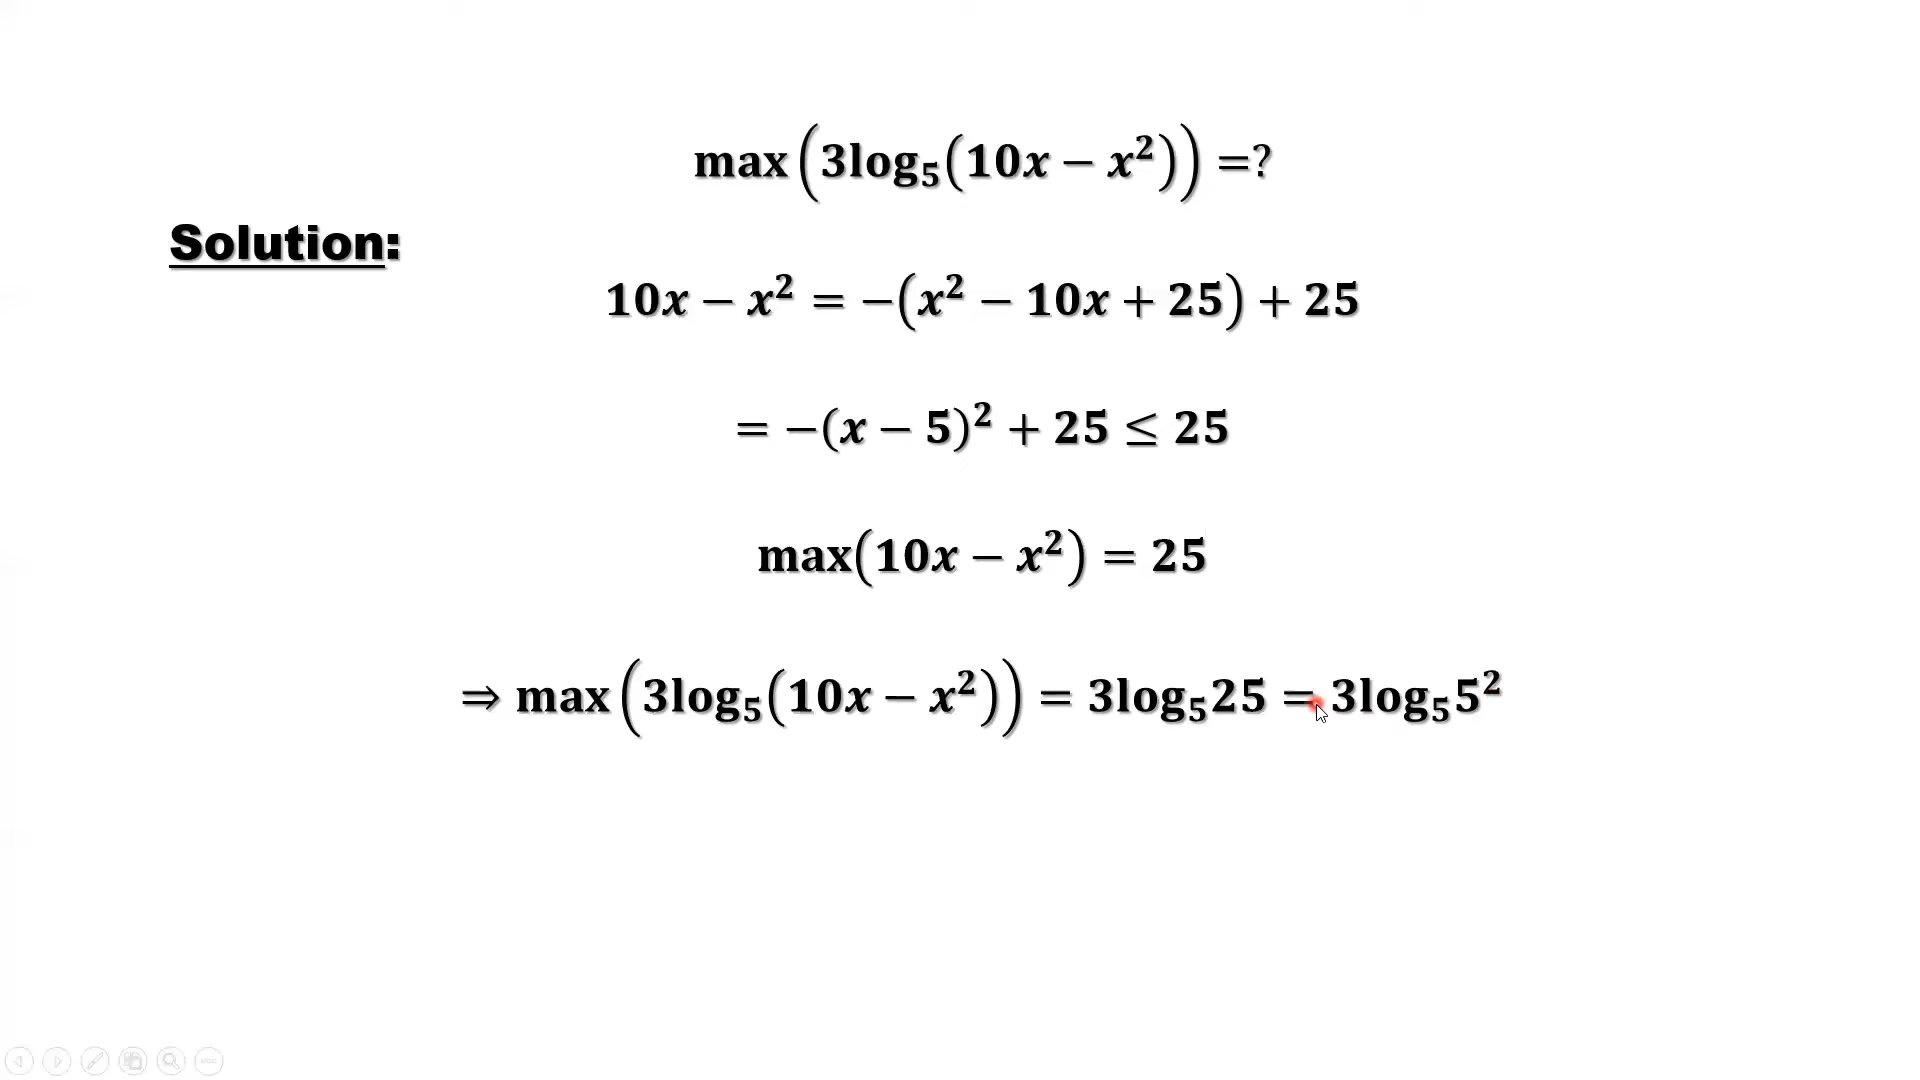 max(3log₅(10x − x²)) =?
Solution:
10x − x² = −(x² − 10x + 25) + 25
= −(x − 5)² + 25 ≤ 25
max(10x − x²) = 25
⇒ max(3log₅(10x − x²)) = 3log₅25 = 3log₅5²